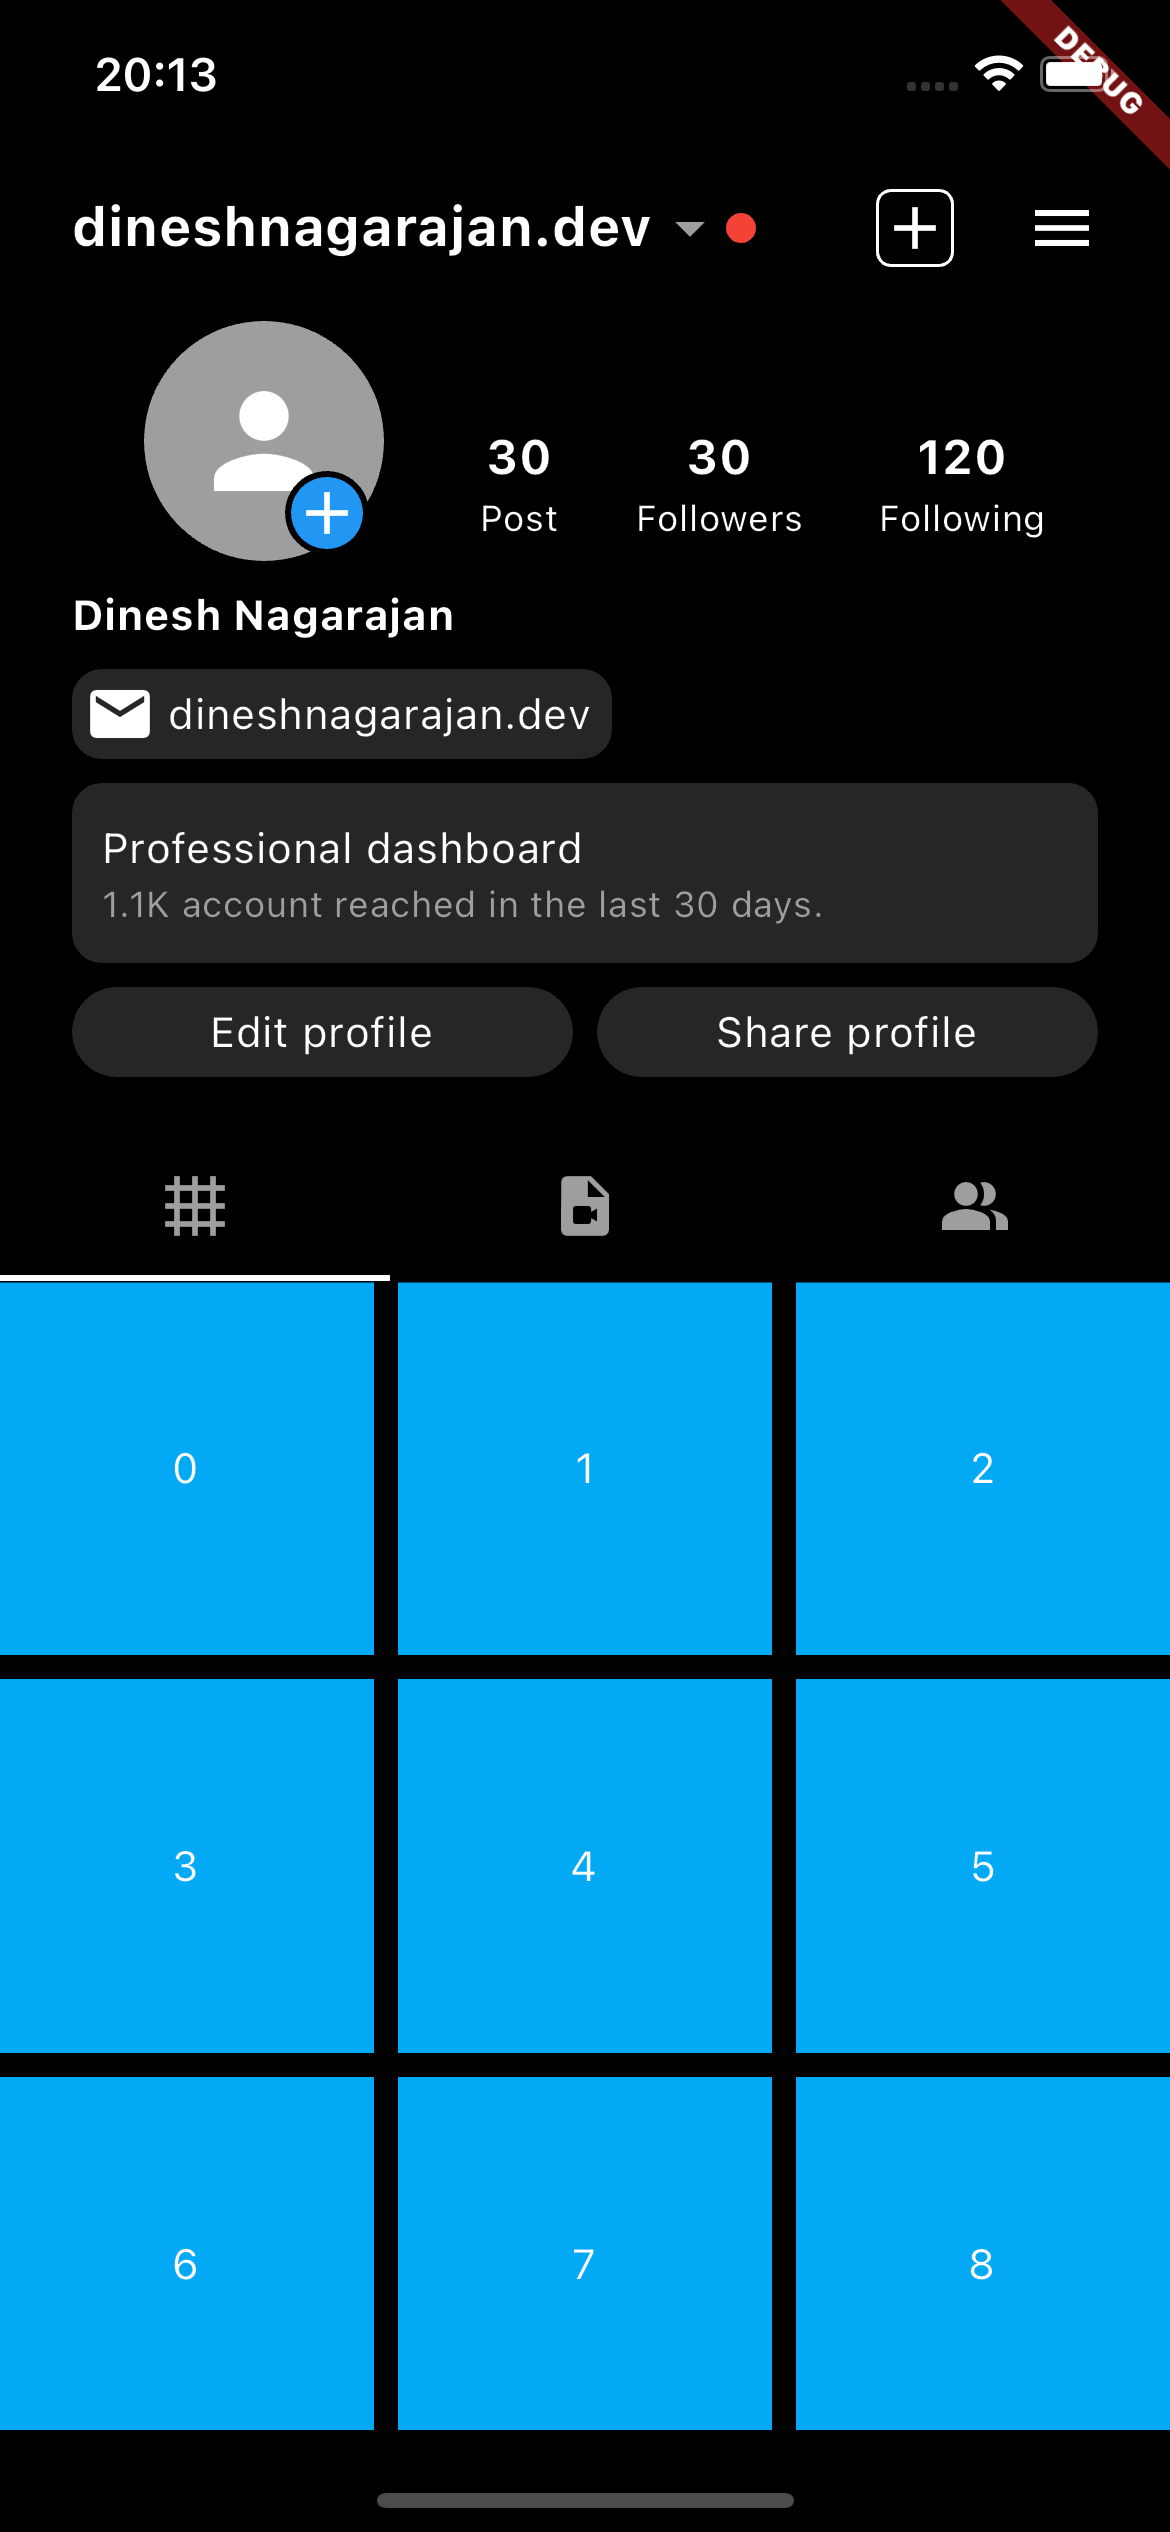 20:13
DEBUG
dineshnagarajan.dev
30 30 120
Post Followers Following
Dinesh Nagarajan
dineshnagarajan.dev
Professional dashboard
1.1K account reached in the last 30 days.
Edit profile Share profile
0 1 2
3 4 5
6 7 8